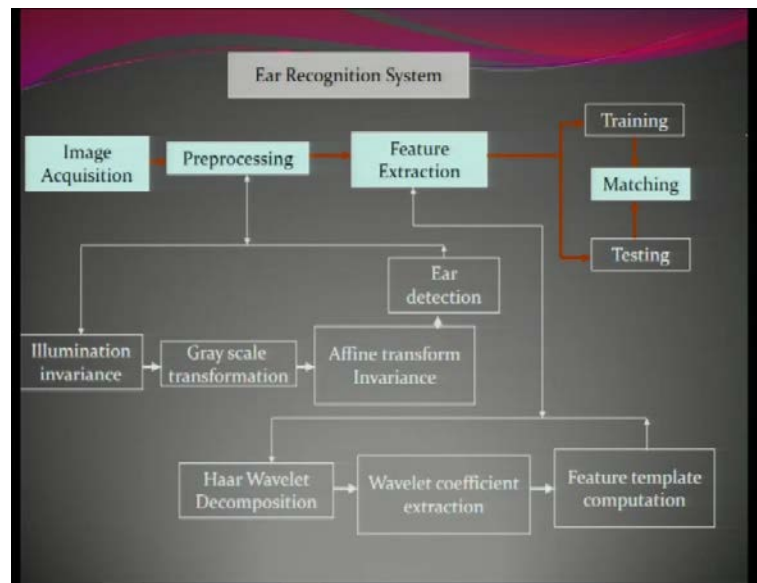 Ear Recognition System
Image
Acquisition
Preprocessing
Feature
Extraction
Training
Matching
Testing
Ear
detection
Illumination
invariance
Gray scale
transformation
Affine transform
Invariance
Haar Wavelet
Decomposition
Wavelet coefficient
extraction
Feature template
computation